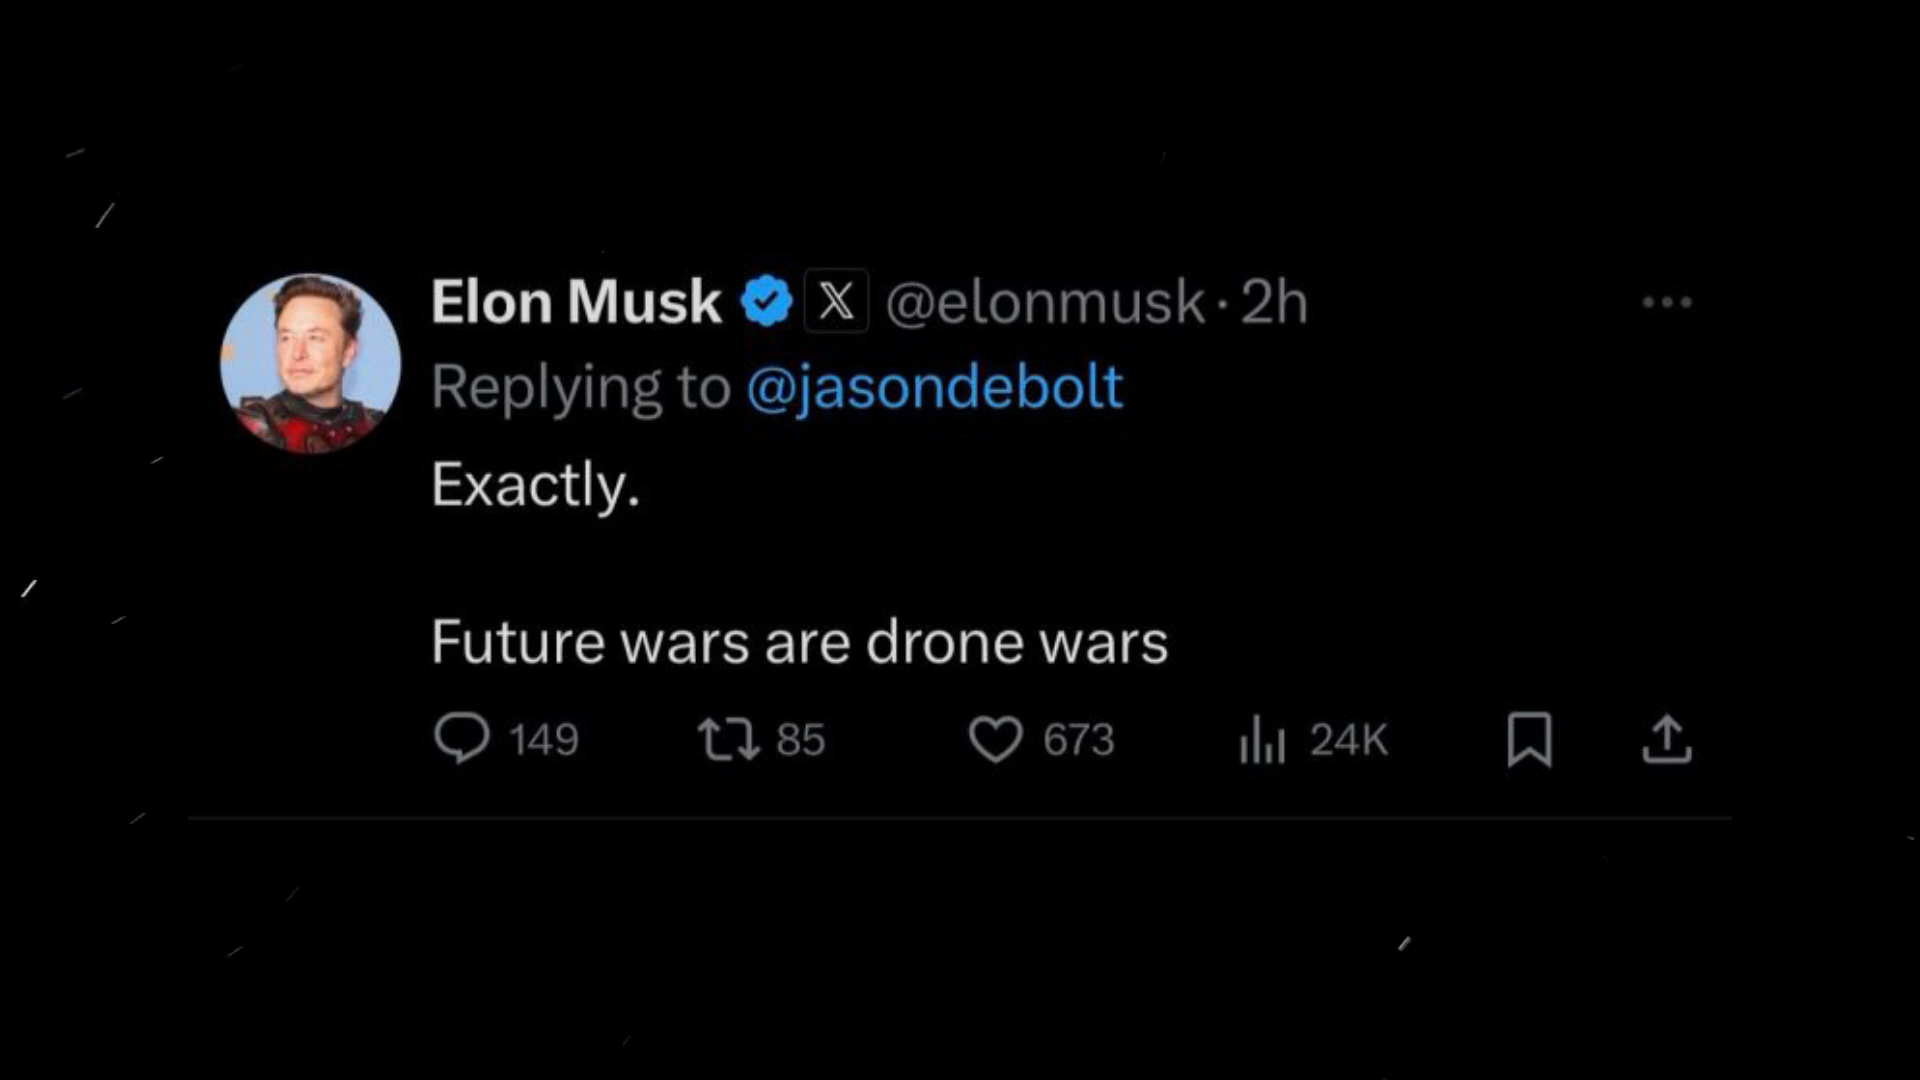 Elon Musk X @elonmusk · 2h
Replying to @jasondebolt
Exactly.
Future wars are drone wars
149 85 673 24K